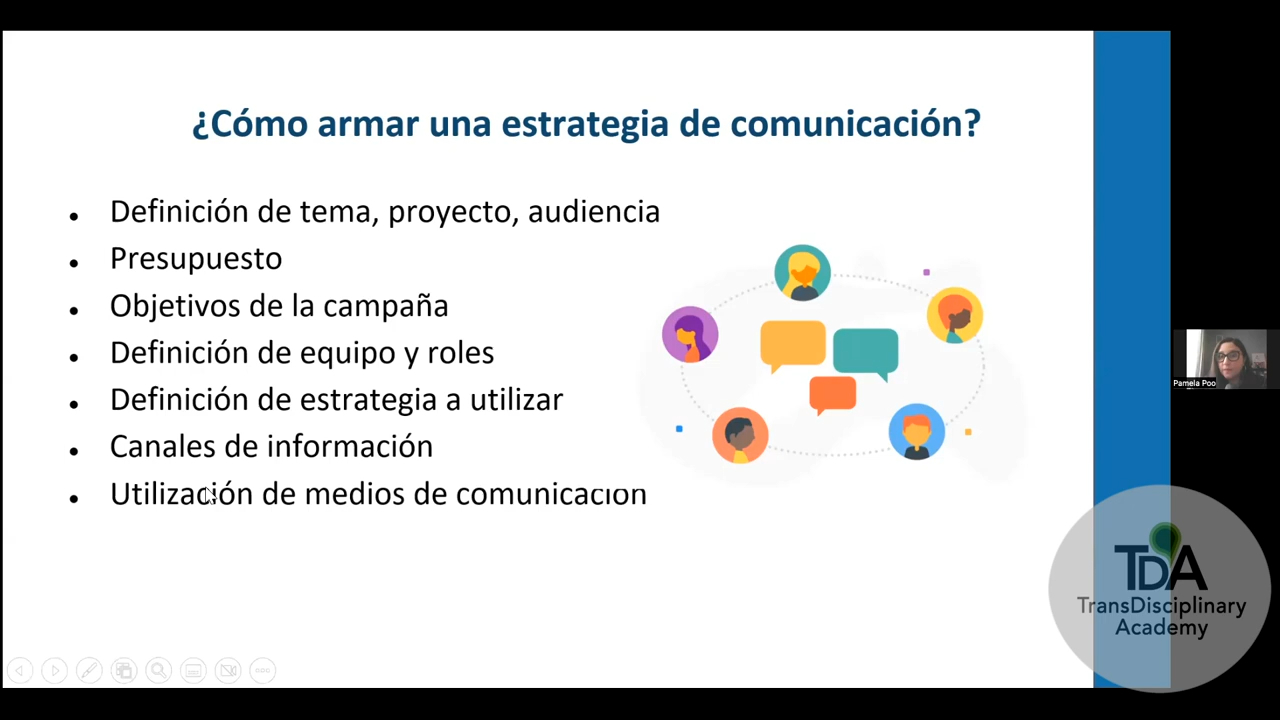 ¿Cómo armar una estrategia de comunicación?
Definición de tema, proyecto, audiencia
Presupuesto
Objetivos de la campaña
Definición de equipo y roles
Definición de estrategia a utilizar
Canales de información
Utilización de medios de comunicación
Pamela Poo
TDA
TransDisciplinary
Academy